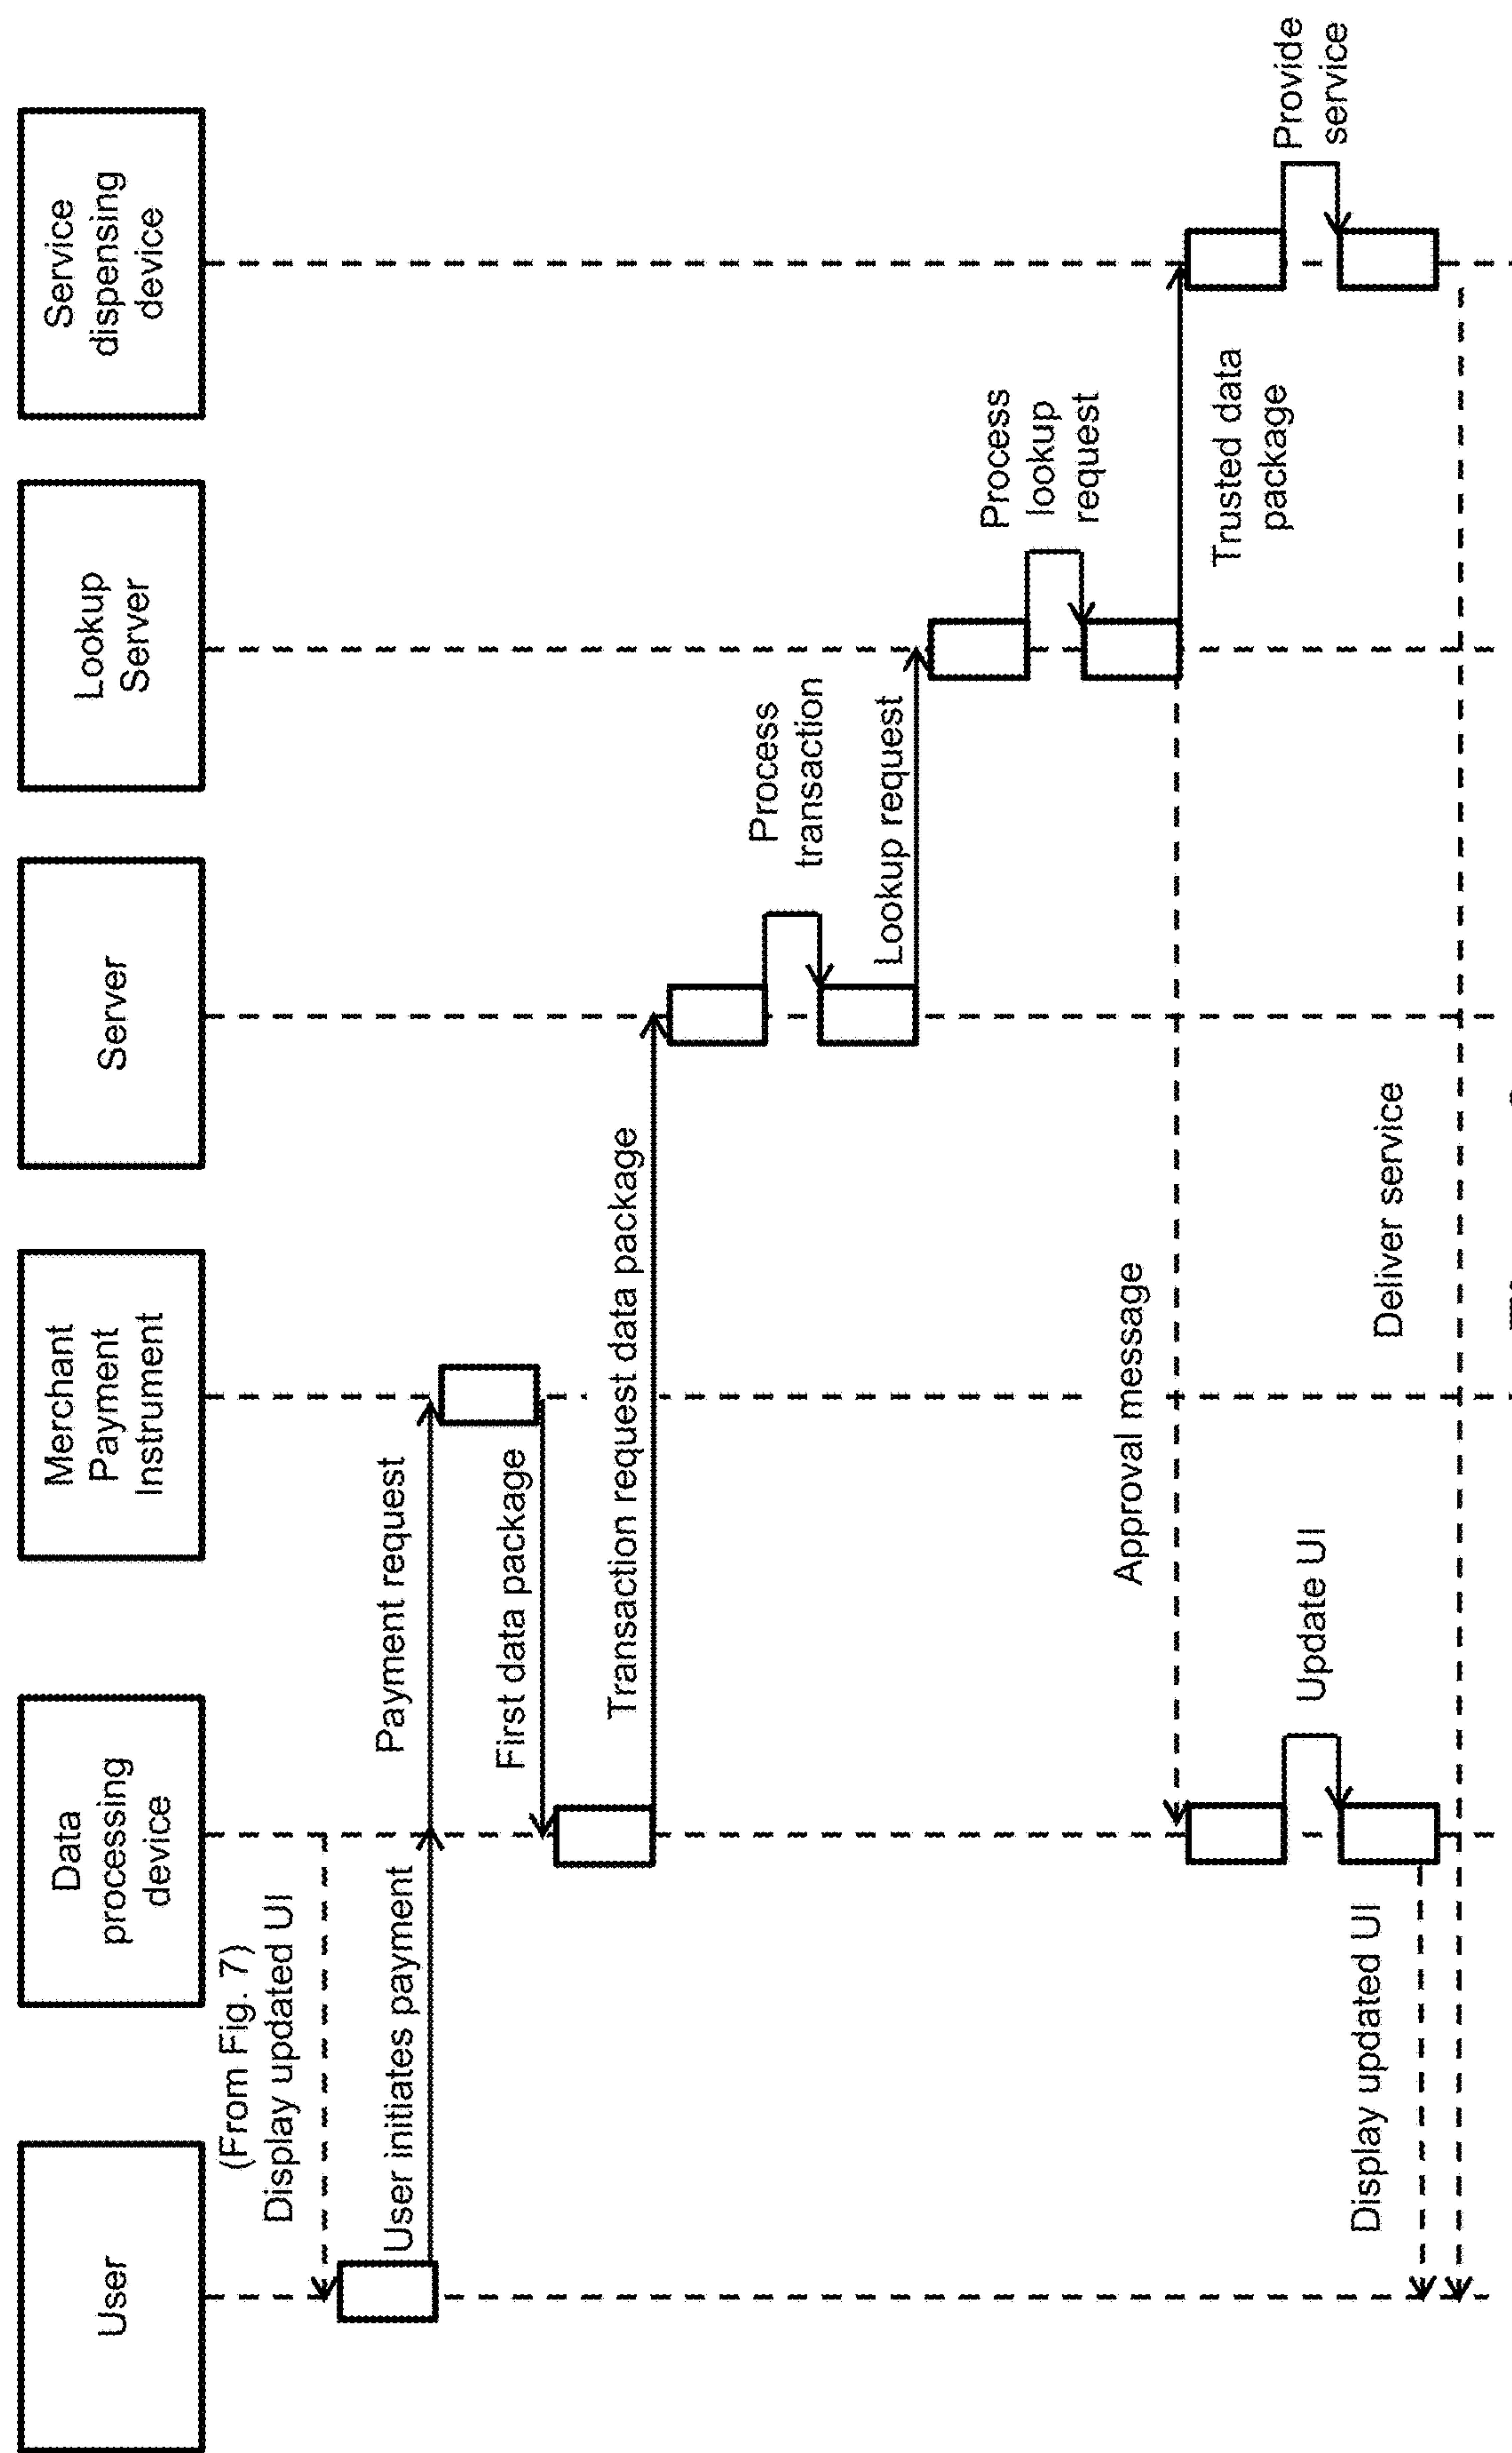 User
Data
processing
device
Merchant
Payment
Instrument
Server
Lookup
Server
Service
dispensing
device
(From Fig. 7)
Display updated UI
User initiates payment
Payment request
First data package
Transaction request data package
Process
transaction
Lookup request
Process
lookup
request
Approval message
Trusted data
package
Update UI
Provide
service
Display updated UI
Deliver service